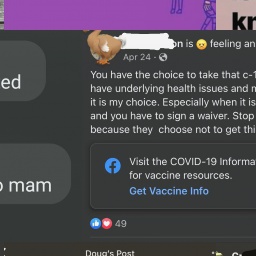 kn
is 😠 feeling an
Apr 24
ed
You have the choice to take that c-1
have underlying health issues and m
it is my choice. Especially when it is
and you have to sign a waiver. Stop
because they choose not to get thi
mam
Visit the COVID-19 Informa
for vaccine resources.
Get Vaccine Info
49
Doug's Post